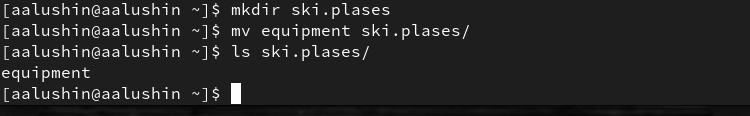 [aalushin@aalushin ~]$ mkdir ski.plases
[aalushin@aalushin ~]$ mv equipment ski.plases/
[aalushin@aalushin ~]$ ls ski.plases/
equipment
[aalushin@aalushin ~]$